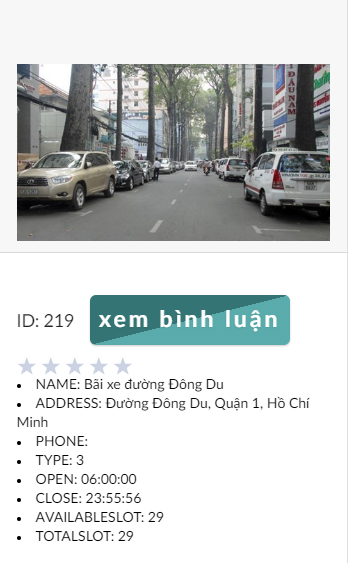 ID: 219
xem bình luận
NAME: Bãi xe đường Đông Du
ADDRESS: Đường Đông Du, Quận 1, Hồ Chí
Minh
PHONE:
TYPE: 3
OPEN: 06:00:00
CLOSE: 23:55:56
AVAILABLESLOT: 29
TOTALSLOT: 29